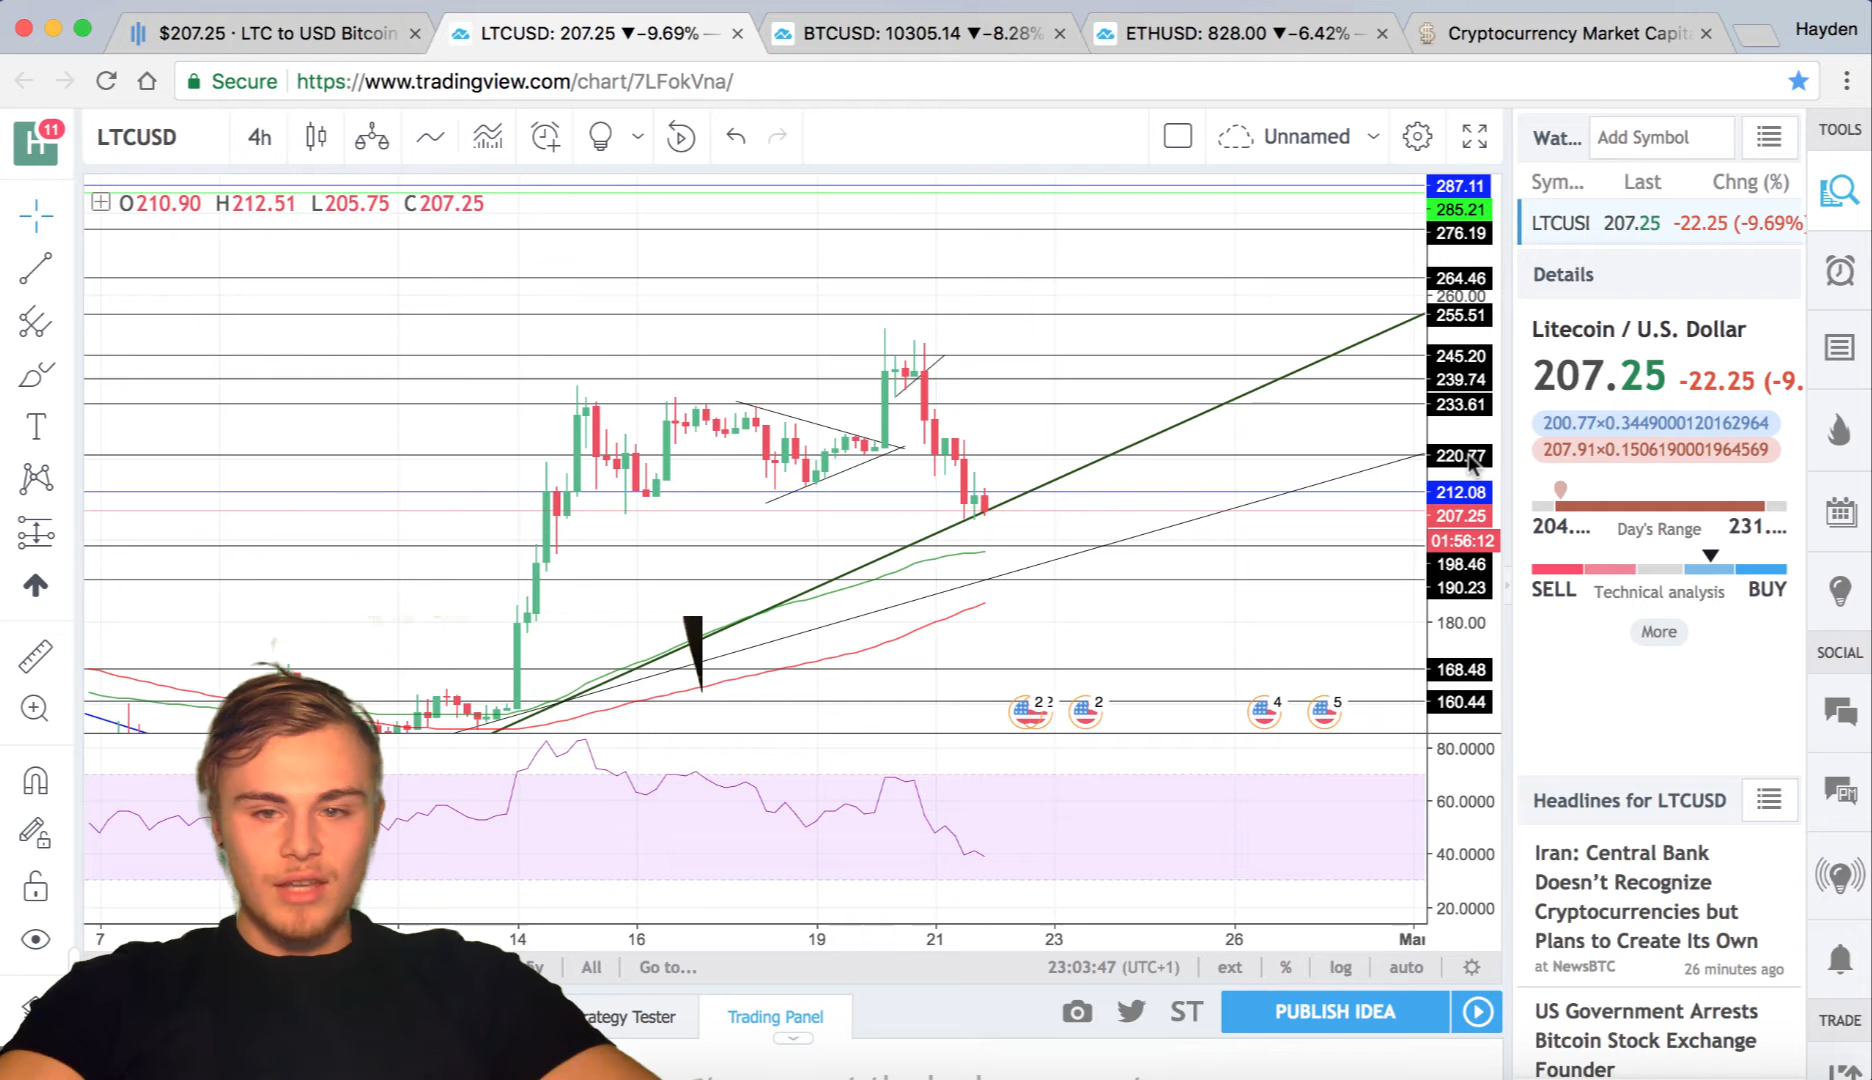 $207.25 · LTC to USD Bitcoin
LTCUSD: 207.25 ▼−9.69% —
BTCUSD: 10305.14 ▼−8.28%
ETHUSD: 828.00 ▼−6.42% —
Cryptocurrency Market Capit
Hayden
Secure
https://www.tradingview.com/chart/7LFokVna/
H
11
LTCUSD
4h
Unnamed
Wat...
Add Symbol
TOOLS
O210.90 H212.51 L205.75 C207.25
Sym...
Last
Chng (%)
LTCUSI
207.25
-22.25 (-9.69%)
Details
Litecoin / U.S. Dollar
207.25 -22.25 (-9.
200.77×0.3449000120162964
207.91×0.1506190001964569
204....
Day's Range
231....
SELL
Technical analysis
BUY
More
287.11
285.21
276.19
264.46
260.00
255.51
245.20
239.74
233.61
220.77
212.08
207.25
01:56:12
198.46
190.23
180.00
168.48
160.44
2
2
2
4
5
80.0000
60.0000
40.0000
20.0000
SOCIAL
PM
Headlines for LTCUSD
Iran: Central Bank
Doesn't Recognize
Cryptocurrencies but
Plans to Create Its Own
at NewsBTC
26 minutes ago
US Government Arrests
Bitcoin Stock Exchange
Founder
TRADE
7
14
16
19
21
23
26
Mar
5y
All
Go to...
23:03:47 (UTC+1)
ext
%
log
auto
rategy Tester
Trading Panel
ST
PUBLISH IDEA